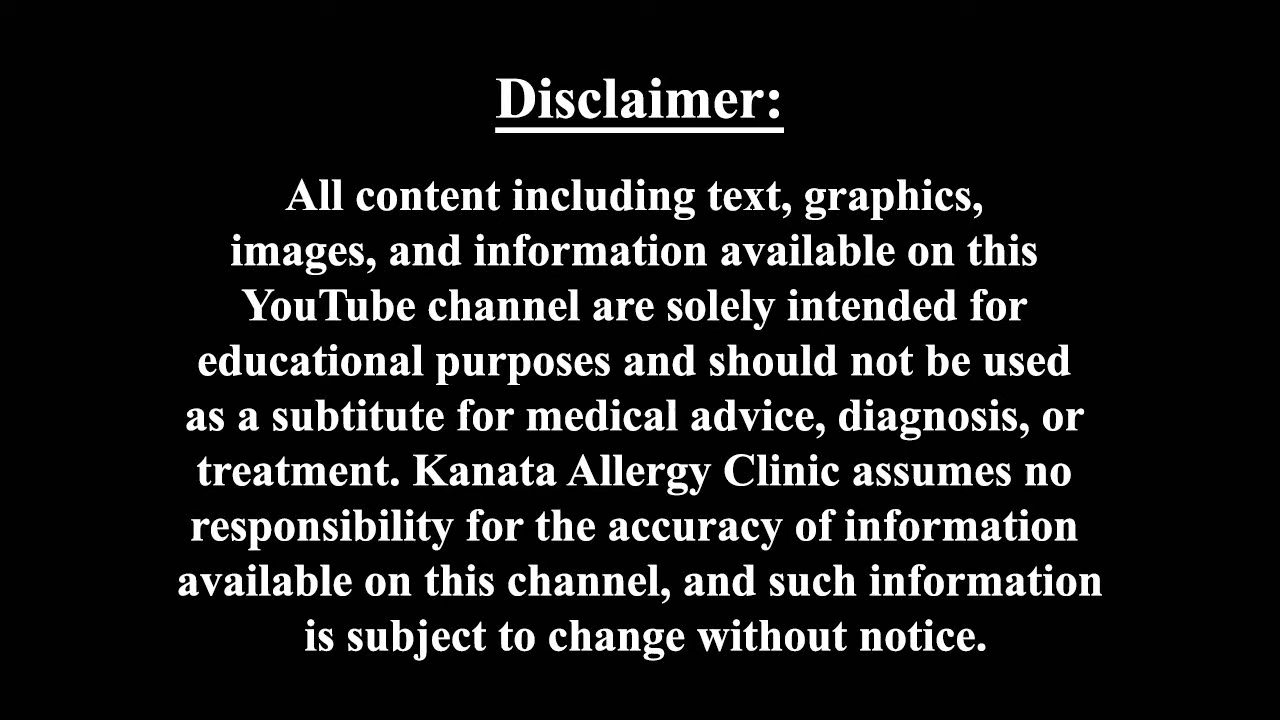 Disclaimer:
All content including text, graphics,
images, and information available on this
YouTube channel are solely intended for
educational purposes and should not be used
as a subtitute for medical advice, diagnosis, or
treatment. Kanata Allergy Clinic assumes no
responsibility for the accuracy of information
available on this channel, and such information
is subject to change without notice.